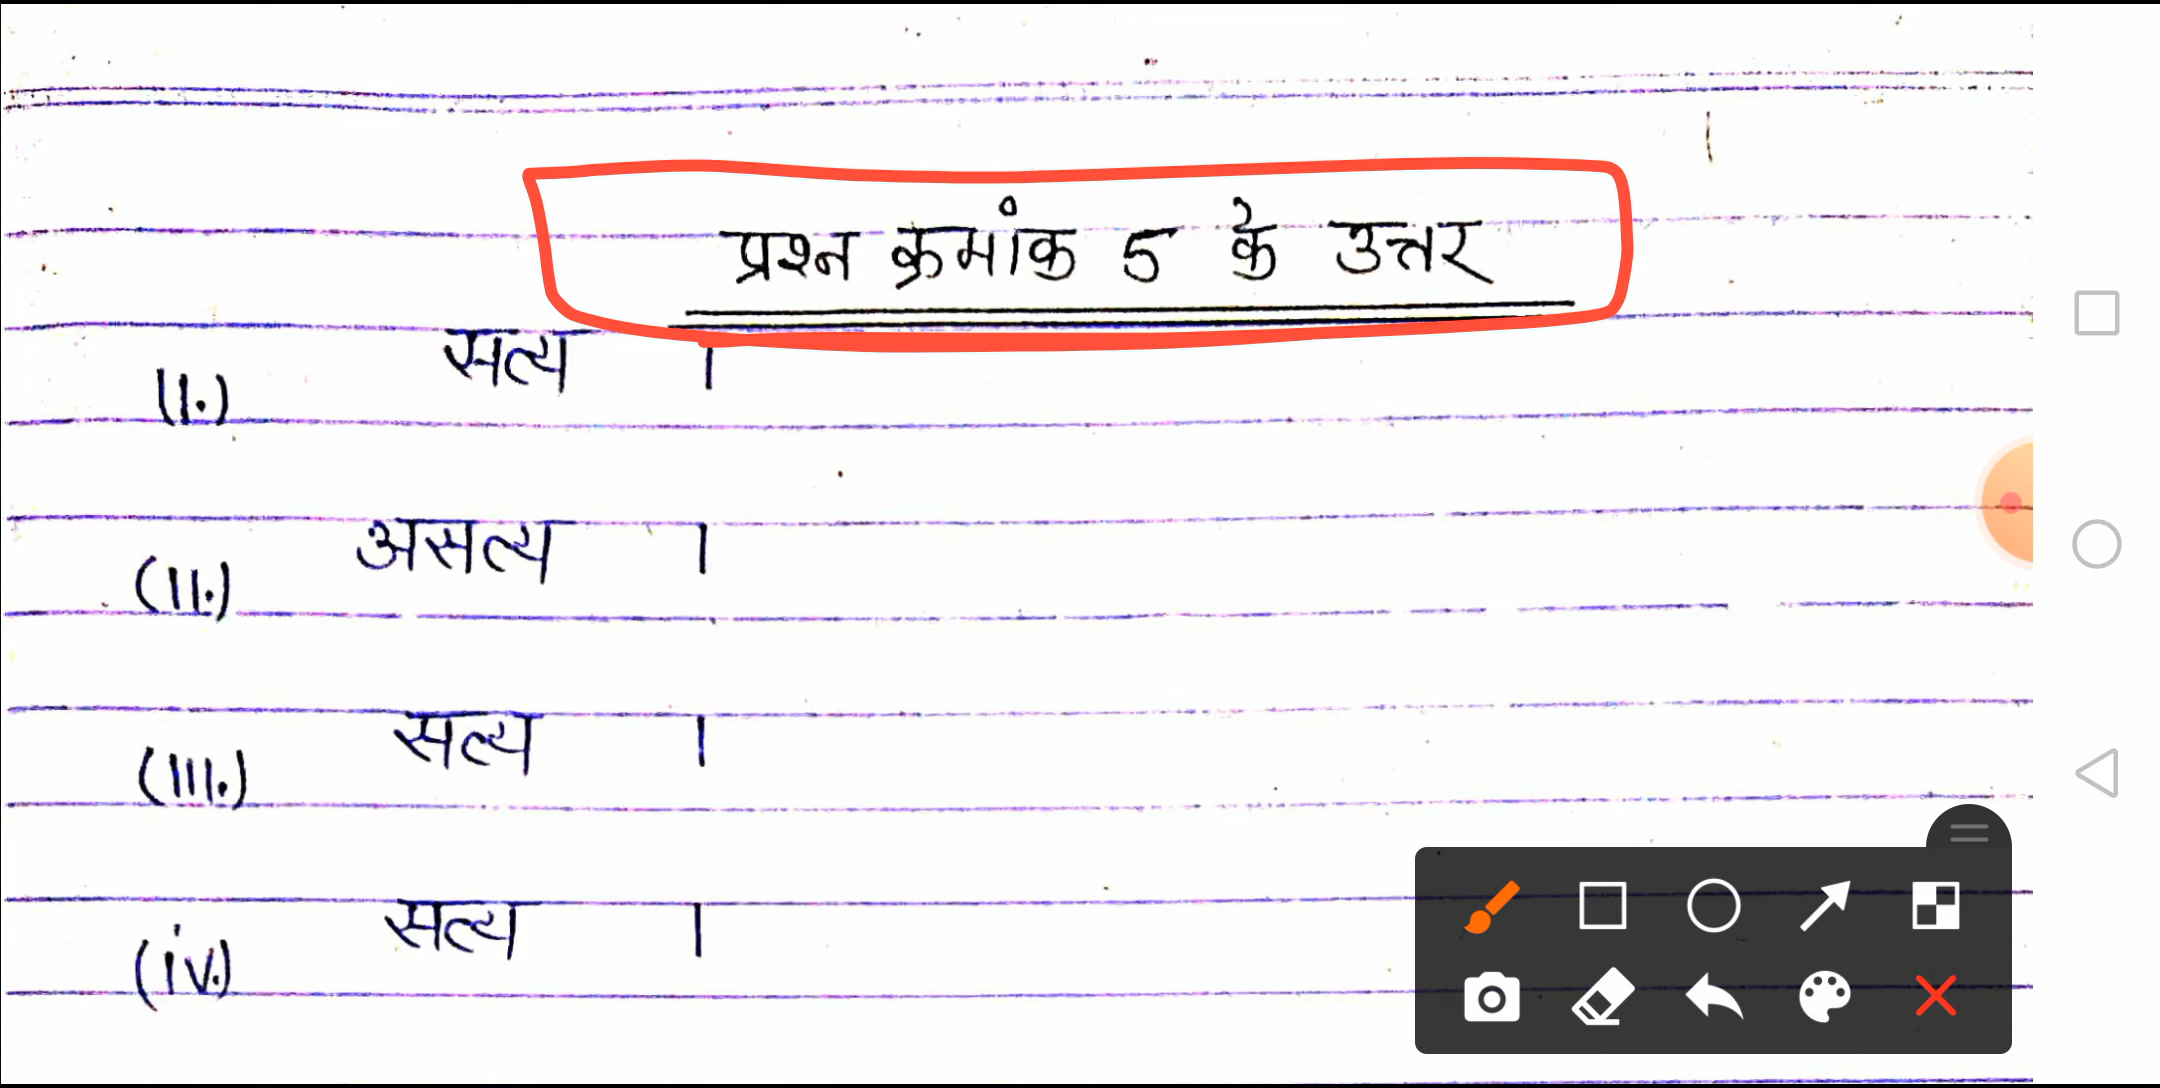 प्रश्न क्रमांक 5 के उत्तर
(I.) सत्य ।
(II.) असत्य ।
(III.) सत्य ।
(iv.) सत्य ।